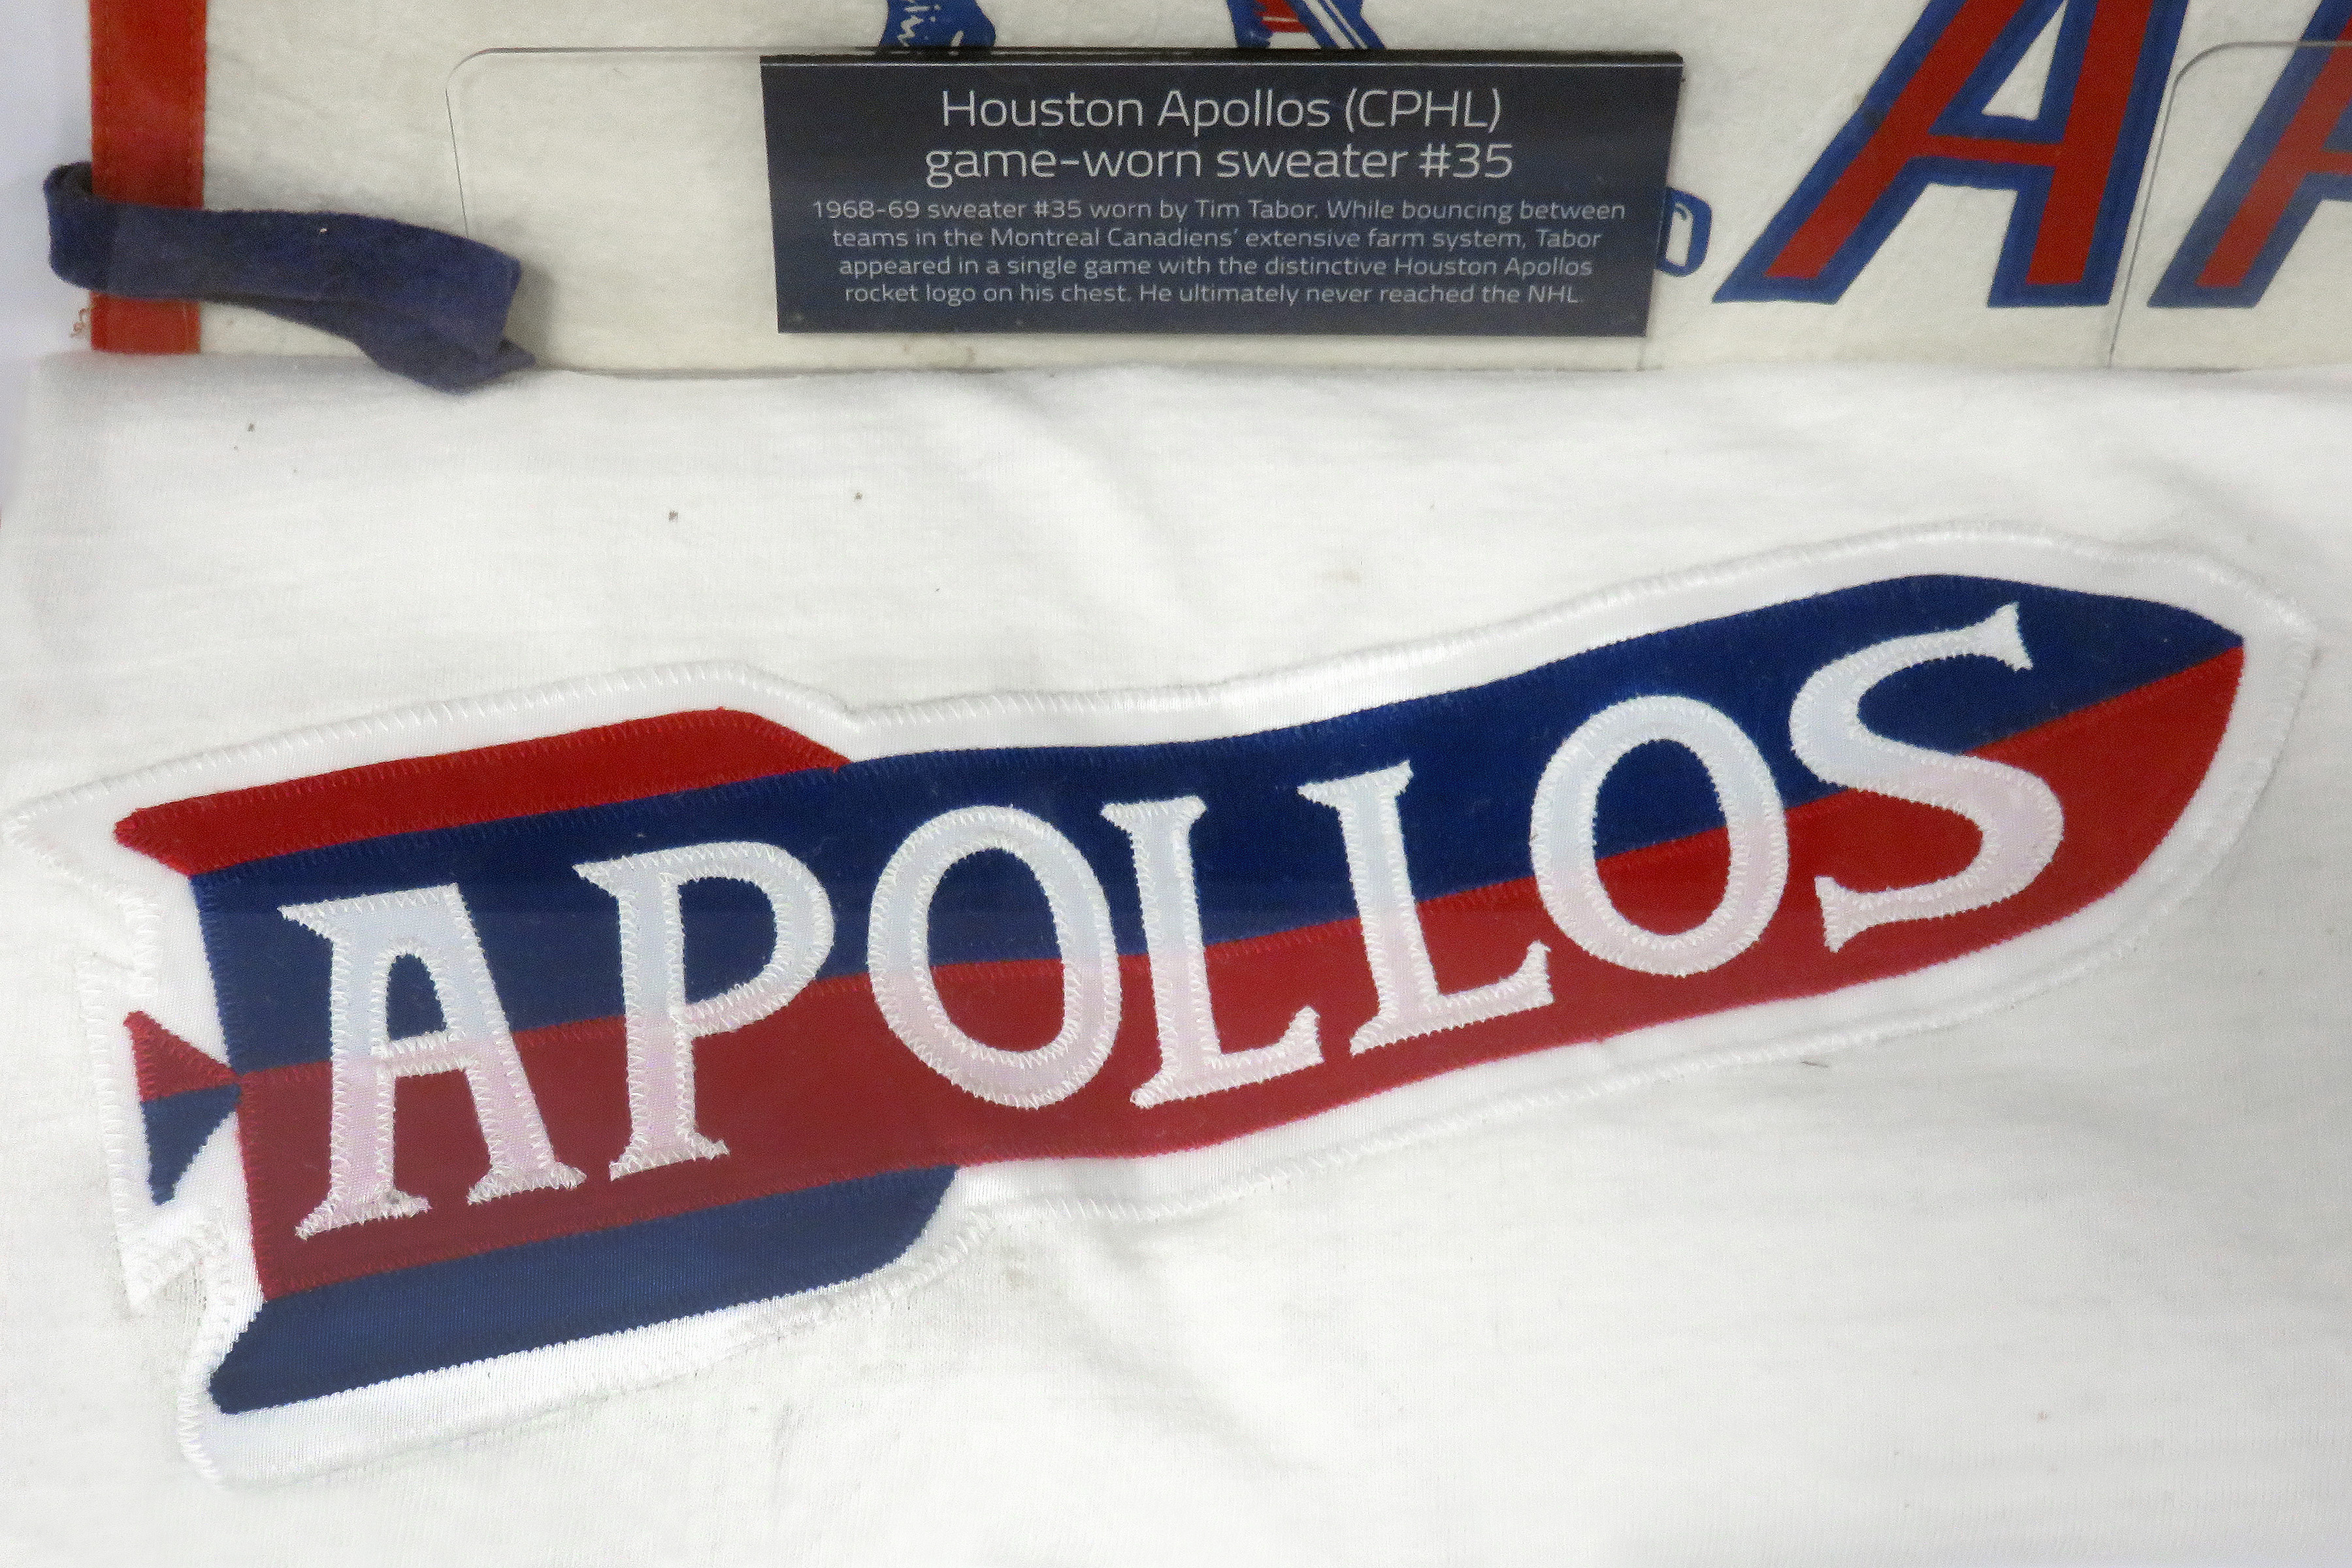 Houston Apollos (CPHL)
game-worn sweater #35
1968-69 sweater #35 worn by Tim Tabor. While bouncing between
teams in the Montreal Canadiens' extensive farm system, Tabor
appeared in a single game with the distinctive Houston Apollos
rocket logo on his chest. He ultimately never reached the NHL.
APOLLOS